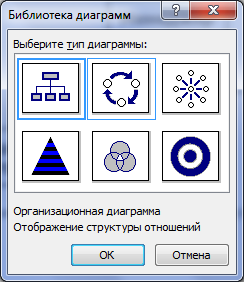 Библиотека диаграмм
Выберите тип диаграммы:
Организационная диаграмма
Отображение структуры отношений
ОК
Отмена